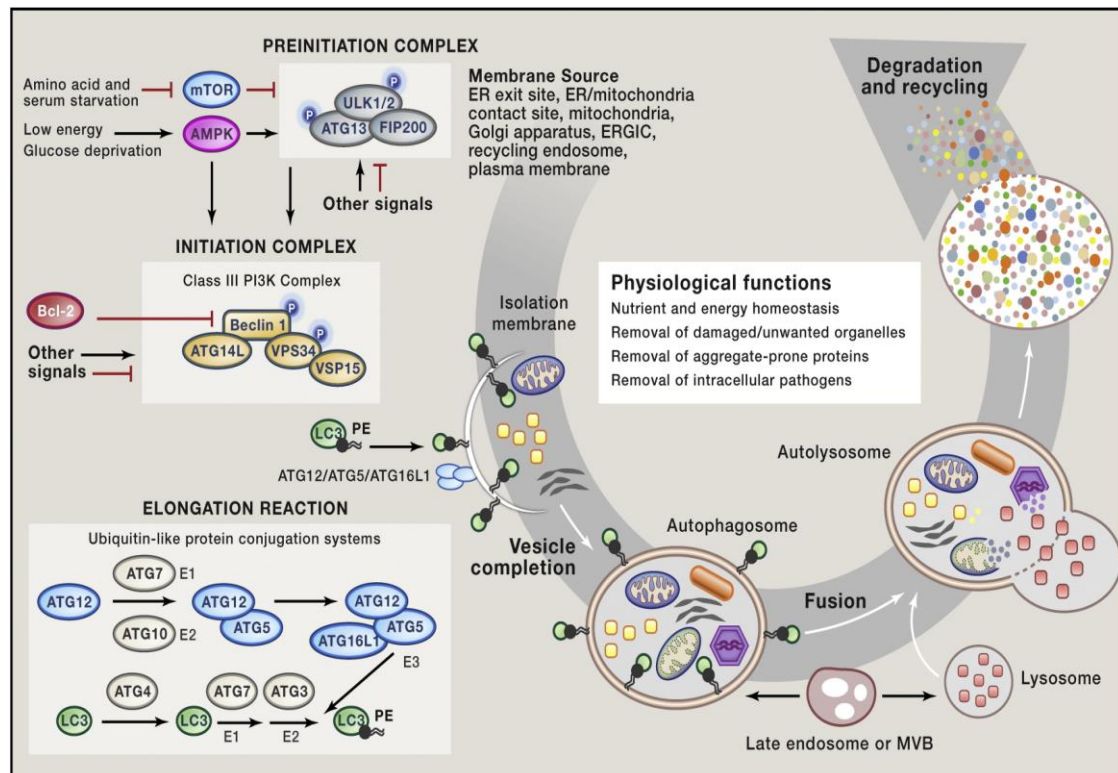 PREINITIATION COMPLEX
Amino acid and
serum starvation
mTOR
Low energy
Glucose deprivation
AMPK
P
ULK1/2
P
ATG13
FIP200
Other signals
Membrane Source
ER exit site, ER/mitochondria
contact site, mitochondria,
Golgi apparatus, ERGIC,
recycling endosome,
plasma membrane
Degradation
and recycling
INITIATION COMPLEX
Class III PI3K Complex
Bcl-2
P
Beclin 1
P
ATG14L
VPS34
VSP15
Other
signals
Isolation
membrane
Physiological functions
Nutrient and energy homeostasis
Removal of damaged/unwanted organelles
Removal of aggregate-prone proteins
Removal of intracellular pathogens
LC3
PE
ATG12/ATG5/ATG16L1
Autolysosome
ELONGATION REACTION
Ubiquitin-like protein conjugation systems
ATG7
E1
ATG12
ATG10
E2
ATG12
ATG5
ATG12
ATG5
ATG16L1
E3
ATG4
ATG7
ATG3
LC3
LC3
E1
E2
LC3
PE
Vesicle
completion
Autophagosome
Fusion
Lysosome
Late endosome or MVB